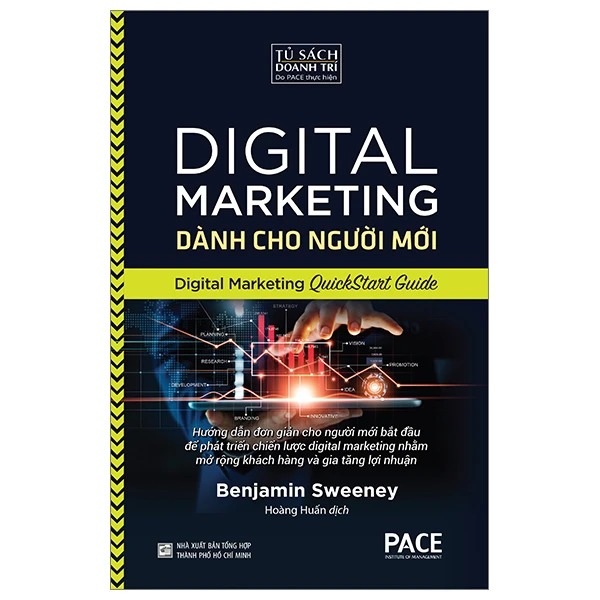 TỦ SÁCH
DOANH TRÍ
Do PACE thực hiện
DIGITAL
MARKETING
DÀNH CHO NGƯỜI MỚI
Digital Marketing QuickStart Guide
STRATEGY
PLANNING
VISION
RESEARCH
PROMOTION
DEVELOPMENT
IDEA
BRANDING
INNOVATIVE
Hướng dẫn đơn giản cho người mới bắt đầu
để phát triển chiến lược digital marketing nhằm
mở rộng khách hàng và gia tăng lợi nhuận
Benjamin Sweeney
Hoàng Huấn dịch
NHÀ XUẤT BẢN TỔNG HỢP
THÀNH PHỐ HỒ CHÍ MINH
PACE
INSTITUTE OF MANAGEMENT